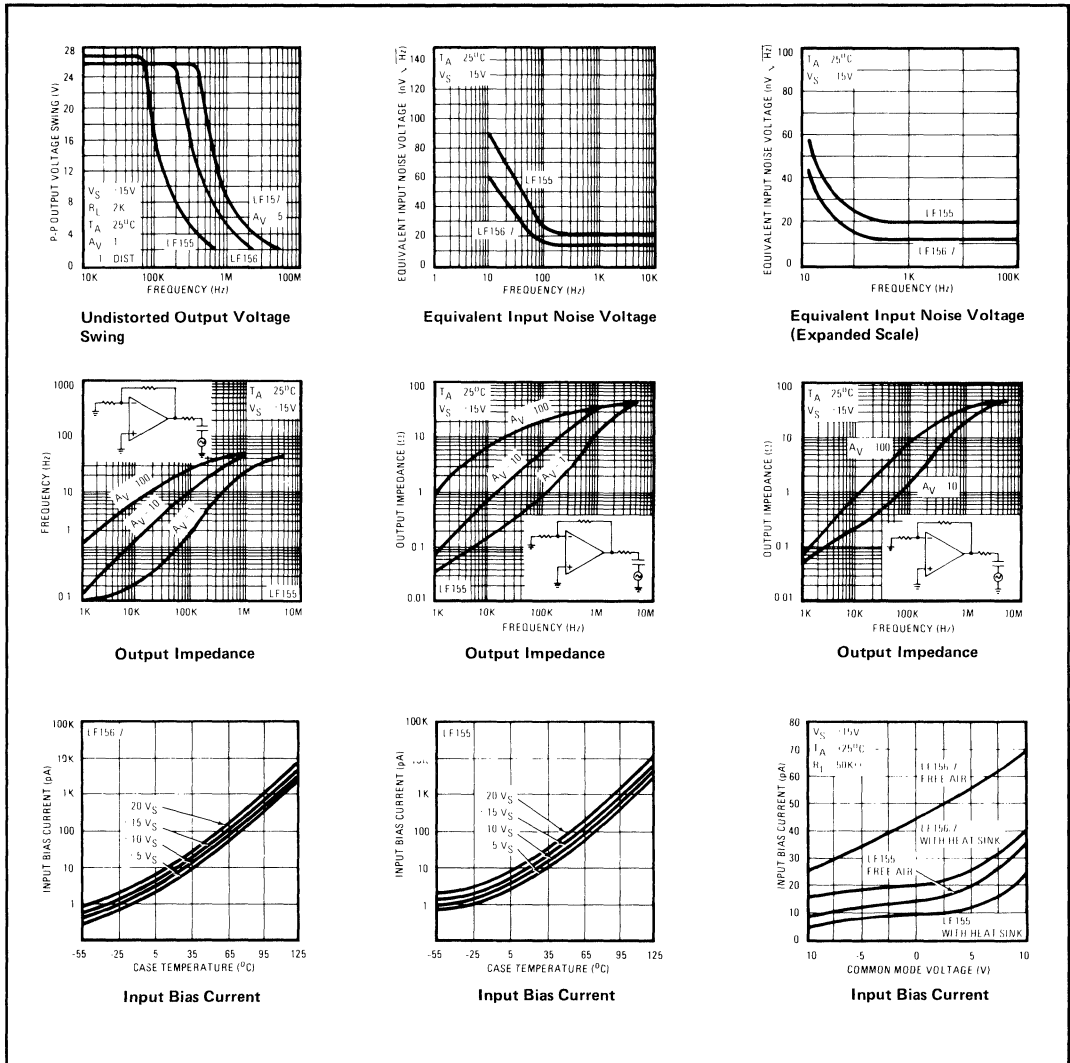 P-P OUTPUT VOLTAGE SWING (V)
28
24
20
16
12
8
4
0
VS 15V
RL 2K
TA 25°C
AV 1
1 DIST
LF155
LF156
LF157
AV 5
10K 100K 1M 100M
FREQUENCY (Hz)
Undistorted Output Voltage
Swing
EQUIVALENT INPUT NOISE VOLTAGE (nV √Hz)
140
120
100
80
60
40
20
0
TA 25°C
VS 15V
LF155
LF156 7
1 10 100 1K 10K
FREQUENCY (Hz)
Equivalent Input Noise Voltage
EQUIVALENT INPUT NOISE VOLTAGE (nV √Hz)
100
80
60
40
20
0
TA 25°C
VS 15V
LF155
LF156 7
10 1K 100K
FREQUENCY (Hz)
Equivalent Input Noise Voltage
(Expanded Scale)
FREQUENCY (Hz)
1000
100
10
1
0.1
TA 25°C
VS 15V
AV 100
AV 10
AV 1
LF155
1K 10K 100K 1M 10M
Output Impedance
OUTPUT IMPEDANCE (Ω)
100
10
1
0 1
0.01
TA 25°C
VS 15V
AV 100
AV 10
AV 1
LF155
1K 10K 100K 1M 10M
FREQUENCY (Hz)
Output Impedance
OUTPUT IMPEDANCE (Ω)
100
10
1
0 1
0 01
TA 25°C
VS 15V
AV 100
AV 10
1K 10K 100K 1M 10M
FREQUENCY (Hz)
Output Impedance
INPUT BIAS CURRENT (pA)
100K
10K
1K
100
10
1
LF156 7
20 VS
15 VS
10 VS
5 VS
-55 -25 5 35 65 95 125
CASE TEMPERATURE (°C)
Input Bias Current
INPUT BIAS CURRENT (pA)
100K
10K
1K
100
10
1
LF155
20 VS
15 VS
10 VS
5 VS
-55 -25 5 35 65 95 125
CASE TEMPERATURE (°C)
Input Bias Current
INPUT BIAS CURRENT (pA)
80
70
60
50
40
30
20
10
0
VS 15V
TA +25°C
RL 50K
LF156 7
FREE AIR
LF156 7
WITH HEAT SINK
LF155
FREE AIR
LF155
WITH HEAT SINK
10 -5 0 5 10
COMMON MODE VOLTAGE (V)
Input Bias Current